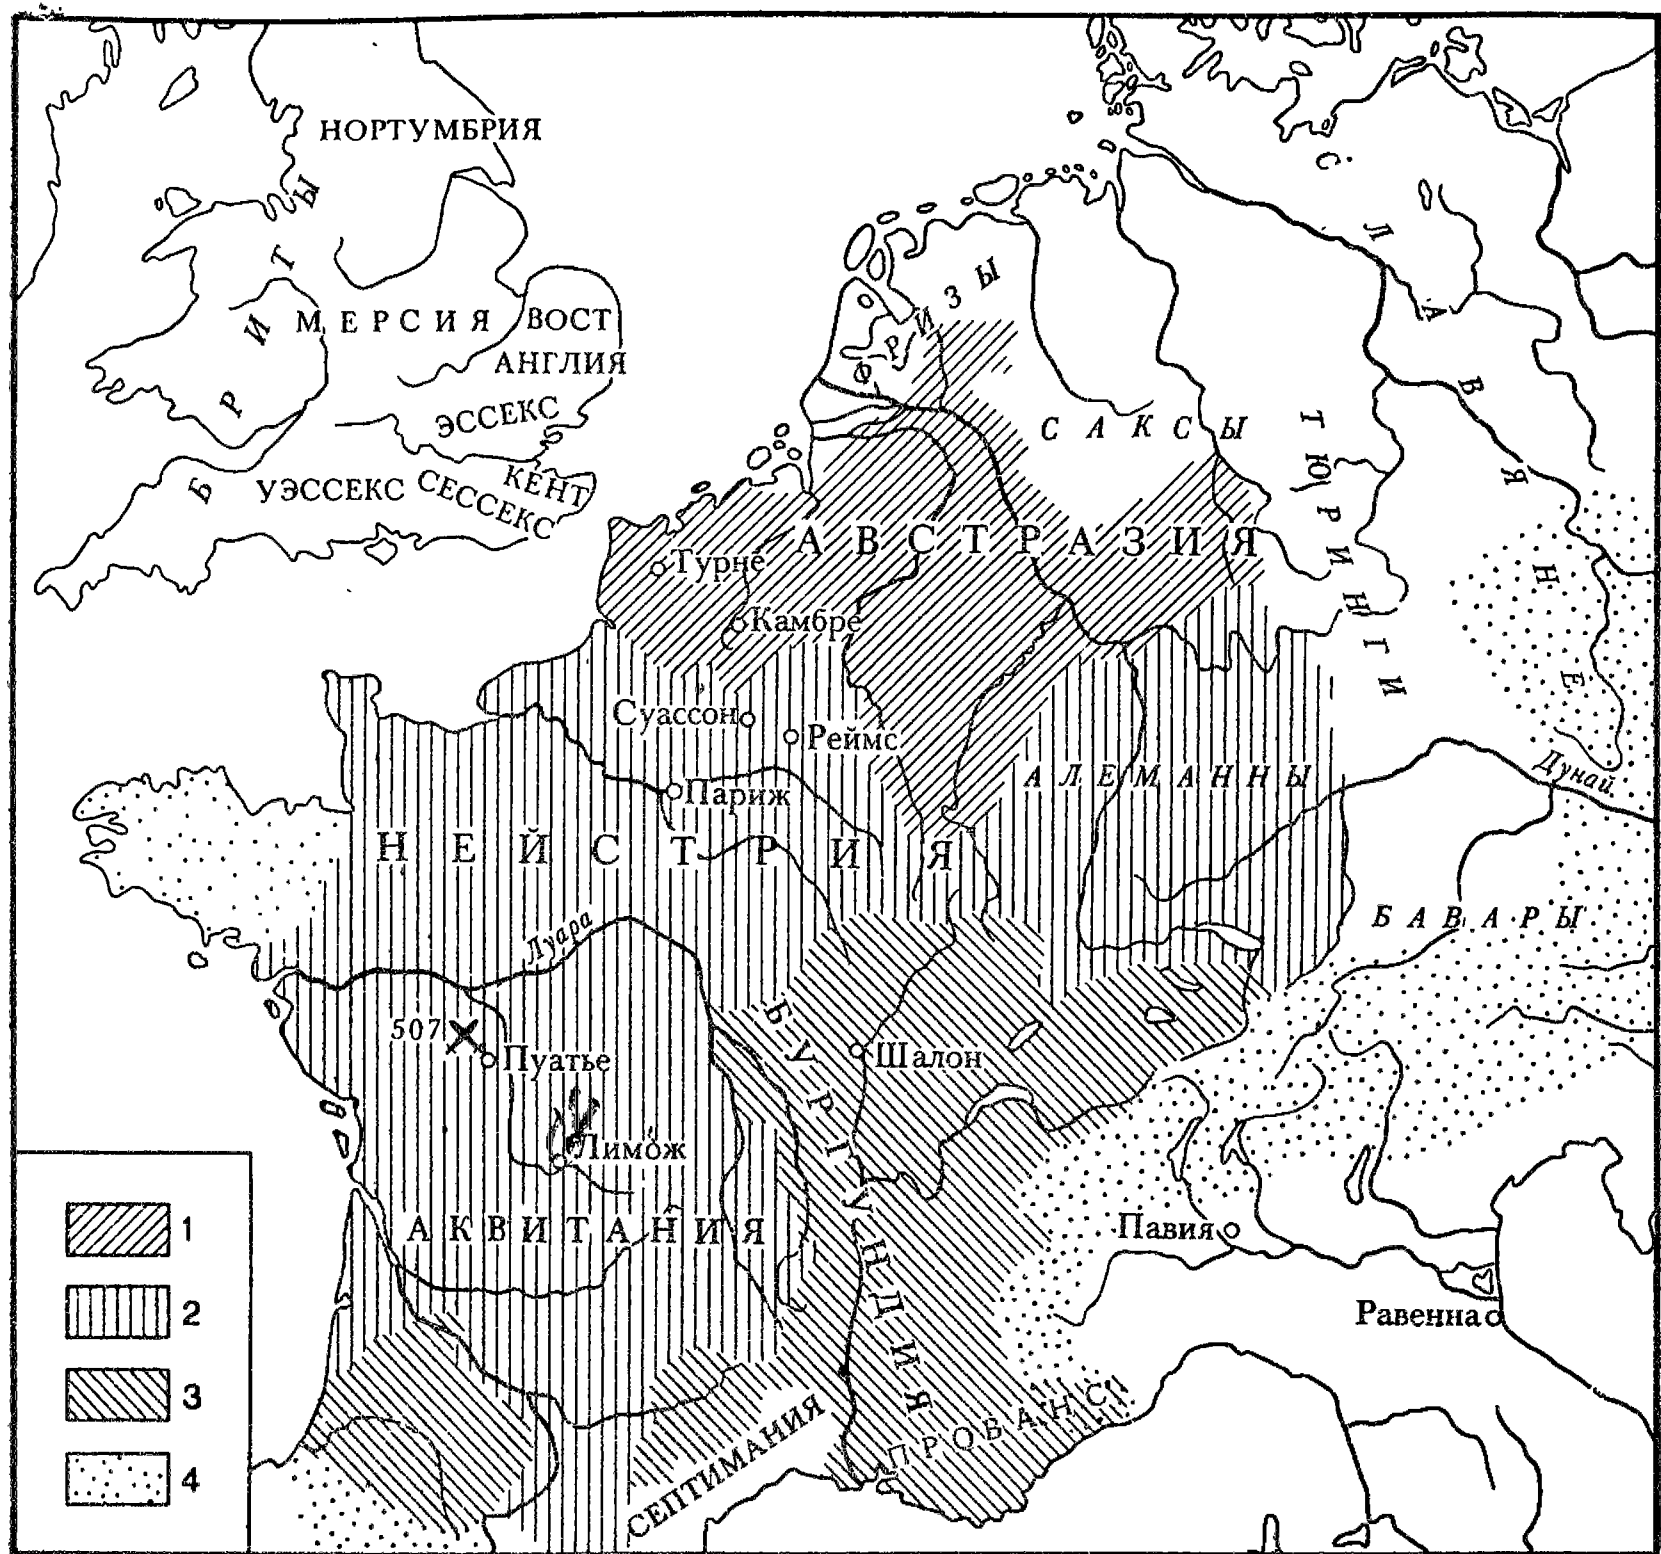 НОРТУМБРИЯ
БРИТЫ
МЕРСИЯ
ВОСТ
АНГЛИЯ
ЭССЕКС
КЕНТ
УЭССЕКС
СЕССЕКС
ФРИЗЫ
САКСЫ
СЛАВЯНЕ
ТЮРИНГИ
АВСТРАЗИЯ
Турне
Камбре
Суассон
Реймс
Париж
АЛЕМАННЫ
Дунай
НЕЙСТРИЯ
БАВАРЫ
Луара
507
Пуатье
БУРГУНДИЯ
Шалон
Лимож
АКВИТАНИЯ
Павия
Равенна
ПРОВАНС
СЕПТИМАНИЯ
1
2
3
4